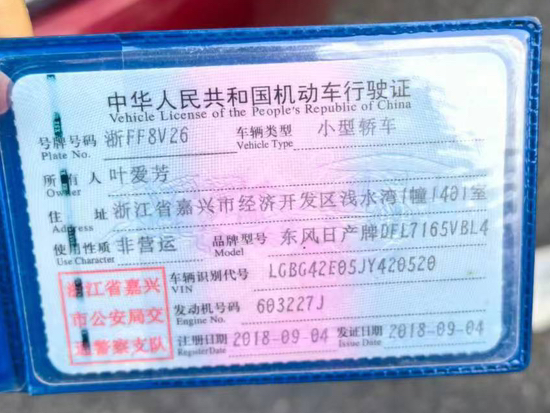 中华人民共和国机动车行驶证
Vehicle License of the People's Republic of China
号牌号码 浙FF8V26 车辆类型 小型轿车
Plate No. Vehicle Type
所有人 叶爱芳
Owner
住址 浙江省嘉兴市经济开发区浅水湾1幢1401室
Address
使用性质 非营运 品牌型号 东风日产牌DFL7165VBL4
Use Character Model
浙江省嘉兴
市公安局交
通警察支队
车辆识别代号 LGBG42E05JY420520
VIN
发动机号码 603227J
Engine No.
注册日期 2018-09-04 发证日期 2018-09-04
Register Date Issue Date